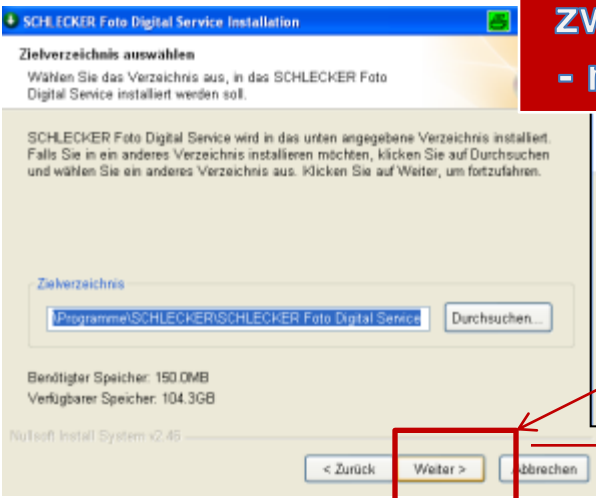 SCHLECKER Foto Digital Service Installation
Zielverzeichnis auswählen
Wählen Sie das Verzeichnis aus, in das SCHLECKER Foto
Digital Service installiert werden soll.
SCHLECKER Foto Digital Service wird in das unten angegebene Verzeichnis installiert.
Falls Sie in ein anderes Verzeichnis installieren möchten, klicken Sie auf Durchsuchen
und wählen Sie ein anderes Verzeichnis aus. Klicken Sie auf Weiter, um fortzufahren.
Zielverzeichnis
\Programme\SCHLECKER\SCHLECKER Foto Digital Service
Durchsuchen...
Benötigter Speicher: 150.0MB
Verfügbarer Speicher: 104.3GB
Nullsoft Install System v2.46
< Zurück
Weiter >
Abbrechen